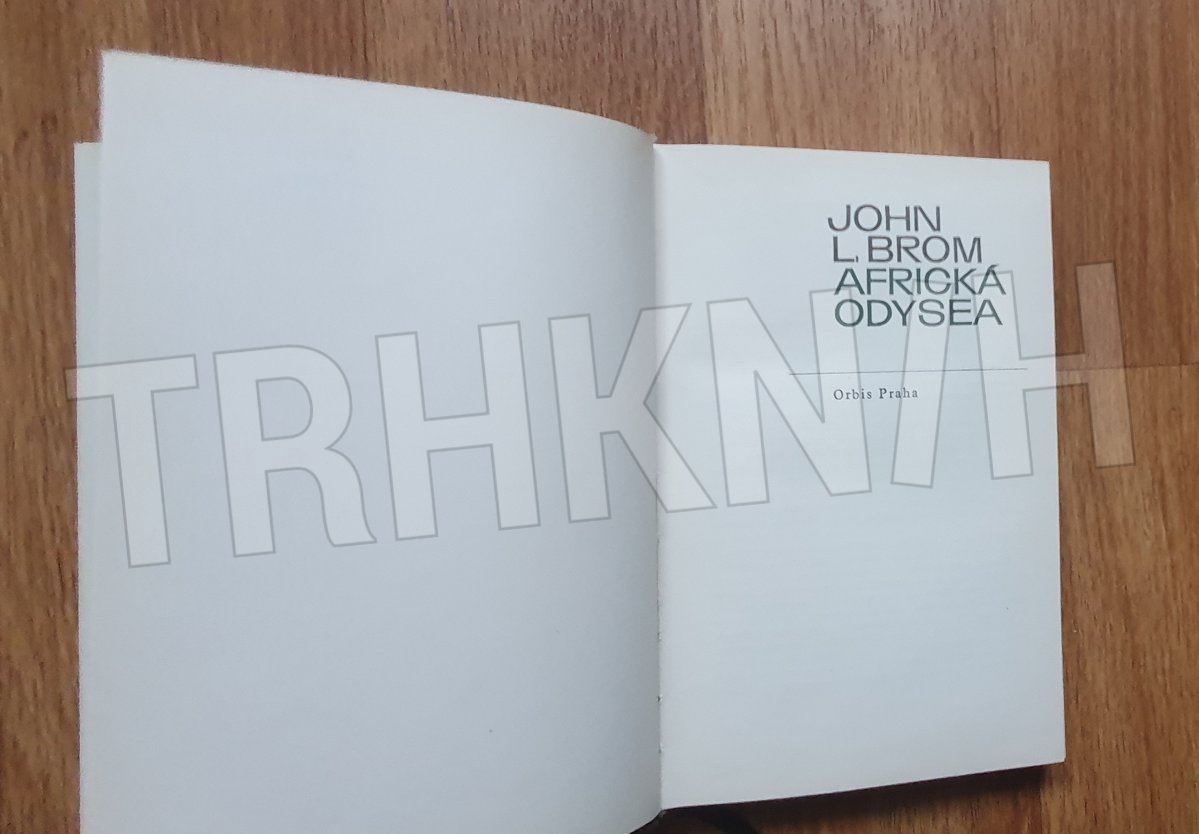 JOHN
L. BROM
AFRICKÁ
ODYSEA
Orbis Praha
TRHKNIH